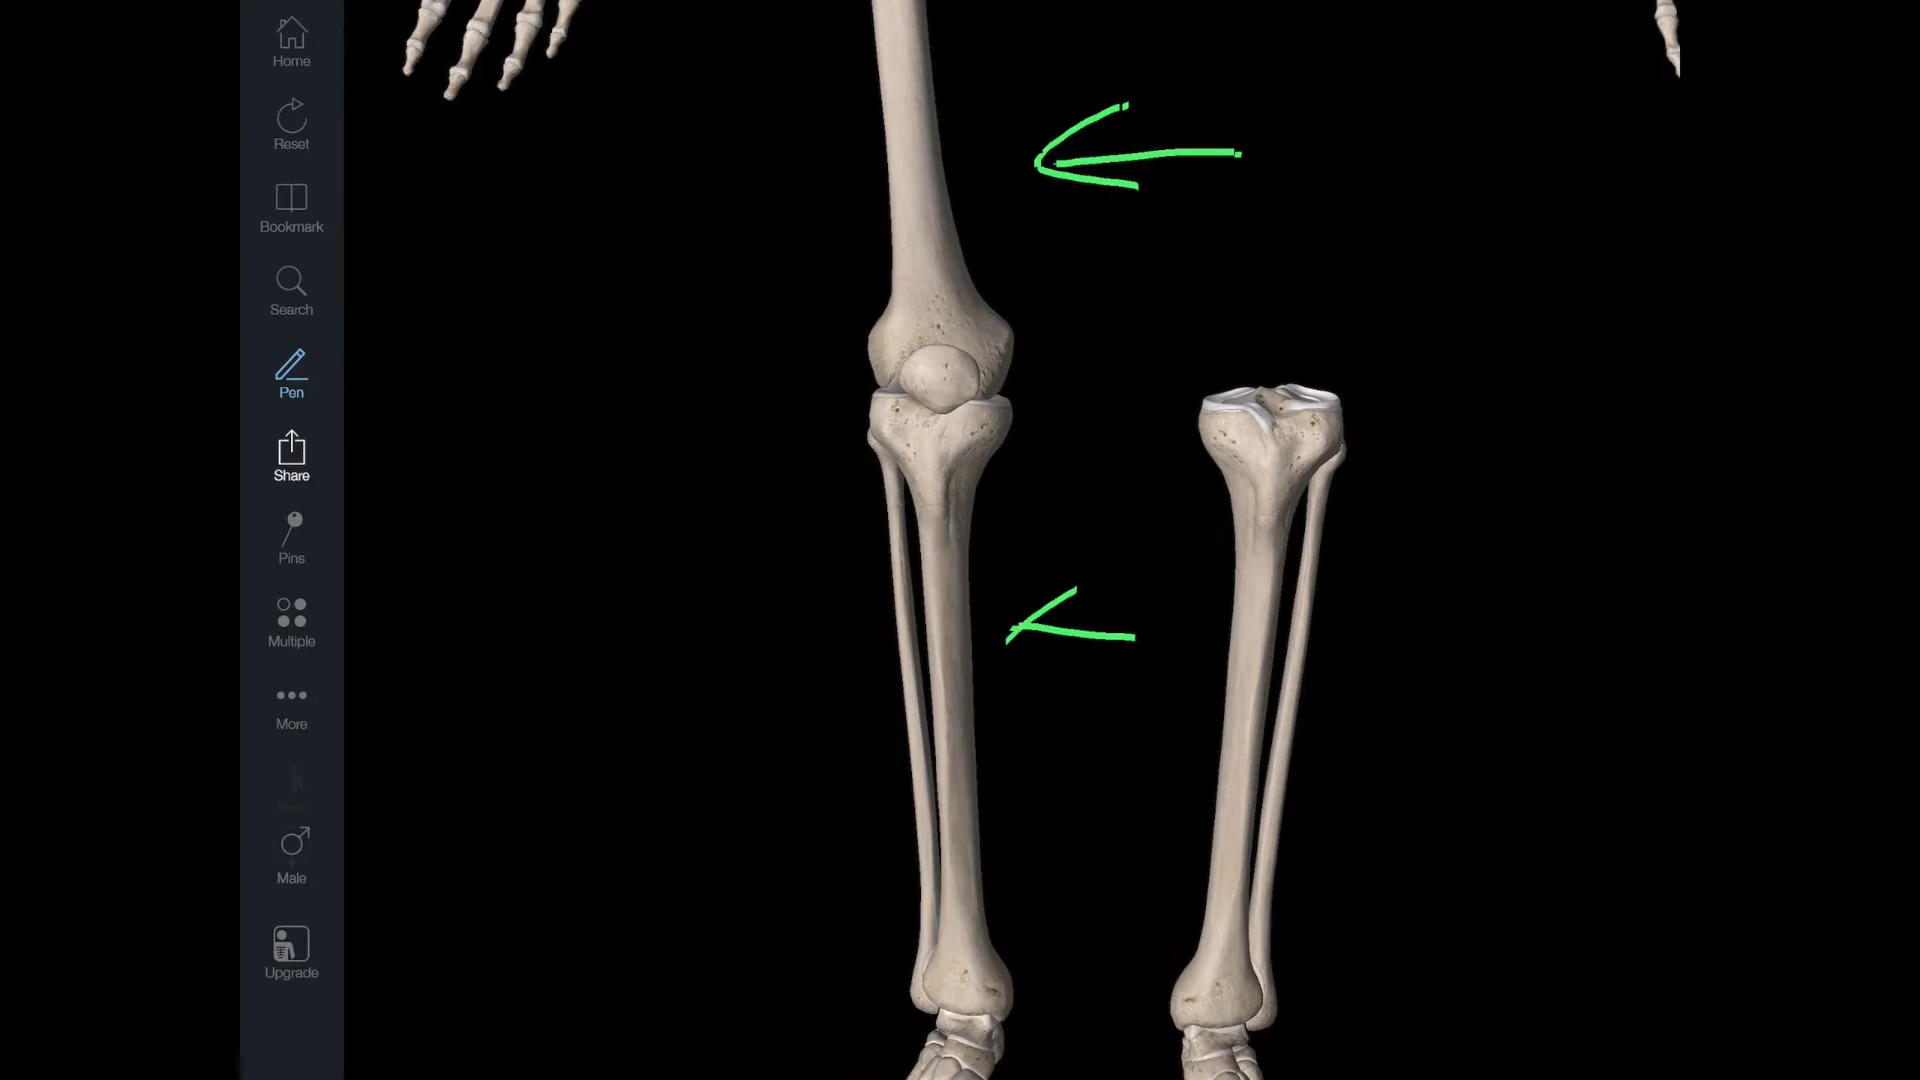 Home
Reset
Bookmark
Search
Pen
Share
Pins
Multiple
More
Male
Upgrade